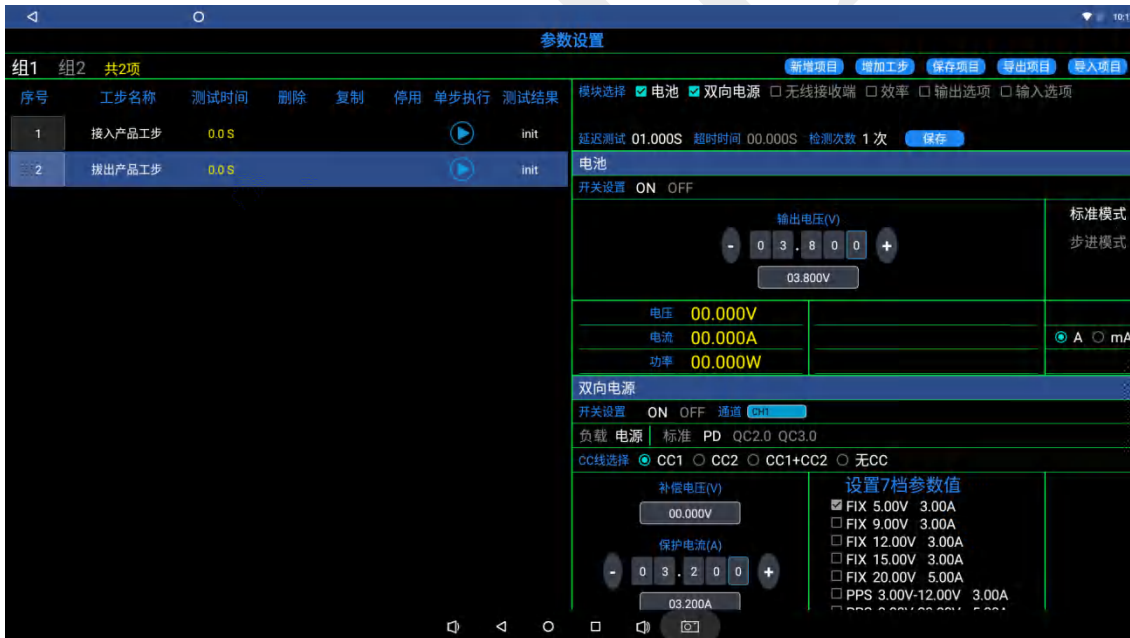 10:1
参数设置
组1 组2 共2项 新增项目 增加工步 保存项目 导出项目 导入项目
序号 工步名称 测试时间 删除 复制 停用 单步执行 测试结果
1 接入产品工步 0.0 S init
2 拔出产品工步 0.0 S init
模块选择 电池 双向电源 无线接收端 效率 输出选项 输入选项
延迟测试 01.000S 超时时间 00.000S 检测次数 1 次 保存
电池
开关设置 ON OFF
输出电压(V)
- 0 3 . 8 0 0 +
03.800V
标准模式
步进模式
电压 00.000V
电流 00.000A A mA
功率 00.000W
双向电源
开关设置 ON OFF 通道 CH1
负载 电源 标准 PD QC2.0 QC3.0
CC线选择 CC1 CC2 CC1+CC2 无CC
补偿电压(V)
00.000V
保护电流(A)
- 0 3 . 2 0 0 +
03.200A
设置7档参数值
FIX 5.00V 3.00A
FIX 9.00V 3.00A
FIX 12.00V 3.00A
FIX 15.00V 3.00A
FIX 20.00V 5.00A
PPS 3.00V-12.00V 3.00A